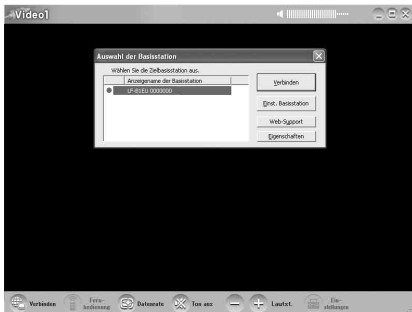 Video1
Auswahl der Basisstation
Wählen Sie die Zielbasisstation aus.
Anzeigename der Basisstation
LF-B1EU 0000000
Verbinden
Einst. Basisstation
Web-Support
Eigenschaften
Verbinden
Fern-
bedienung
Datenrate
Ton aus
Lautst.
Ein-
stellungen